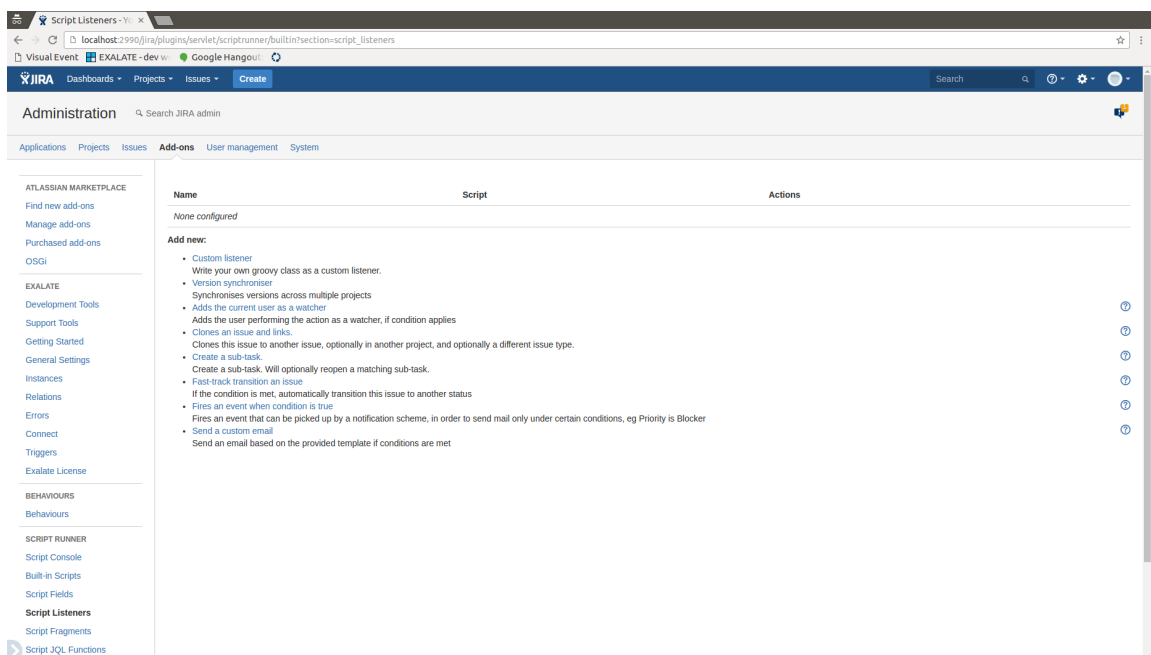 Script Listeners - Yo
localhost:2990/jira/plugins/servlet/scriptrunner/builtin?section=script_listeners
Visual Event EXALATE - dev w Google Hangout
JIRA Dashboards Projects Issues Create Search
Administration Search JIRA admin
Applications Projects Issues Add-ons User management System
ATLASSIAN MARKETPLACE
Find new add-ons
Manage add-ons
Purchased add-ons
OSGi
EXALATE
Development Tools
Support Tools
Getting Started
General Settings
Instances
Relations
Errors
Connect
Triggers
Exalate License
BEHAVIOURS
Behaviours
SCRIPT RUNNER
Script Console
Built-in Scripts
Script Fields
Script Listeners
Script Fragments
Script JQL Functions
Name Script Actions
None configured
Add new:
• Custom listener
Write your own groovy class as a custom listener.
• Version synchroniser
Synchronises versions across multiple projects
• Adds the current user as a watcher
Adds the user performing the action as a watcher, if condition applies
• Clones an issue and links.
Clones this issue to another issue, optionally in another project, and optionally a different issue type.
• Create a sub-task.
Create a sub-task. Will optionally reopen a matching sub-task.
• Fast-track transition an issue
If the condition is met, automatically transition this issue to another status
• Fires an event when condition is true
Fires an event that can be picked up by a notification scheme, in order to send mail only under certain conditions, eg Priority is Blocker
• Send a custom email
Send an email based on the provided template if conditions are met